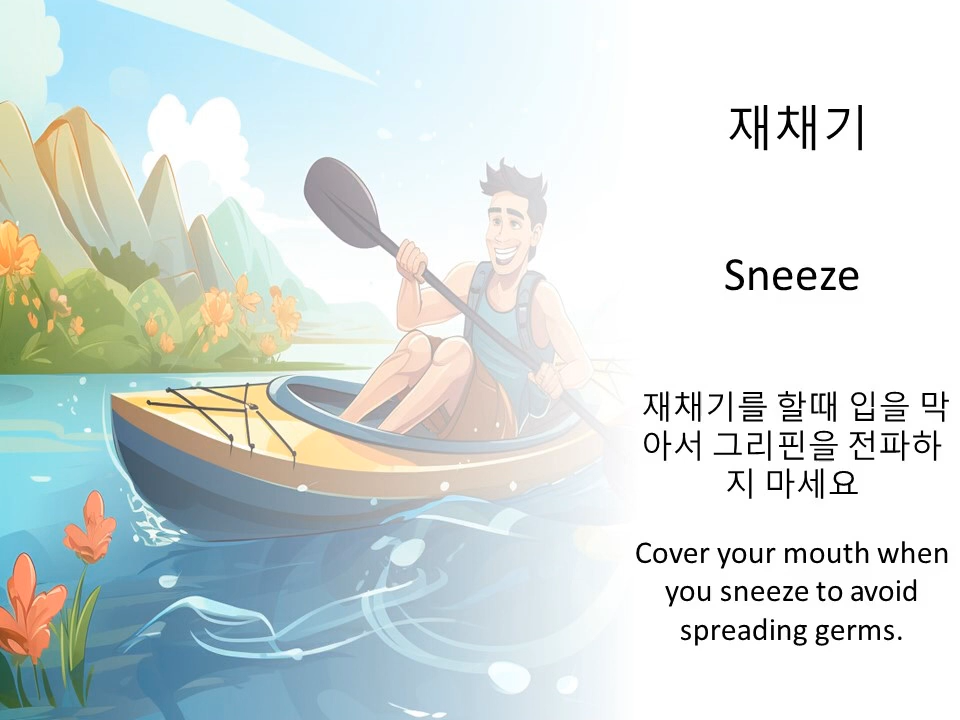 재채기
Sneeze
재채기를 할때 입을 막
아서 그리핀을 전파하
지 마세요
Cover your mouth when
you sneeze to avoid
spreading germs.